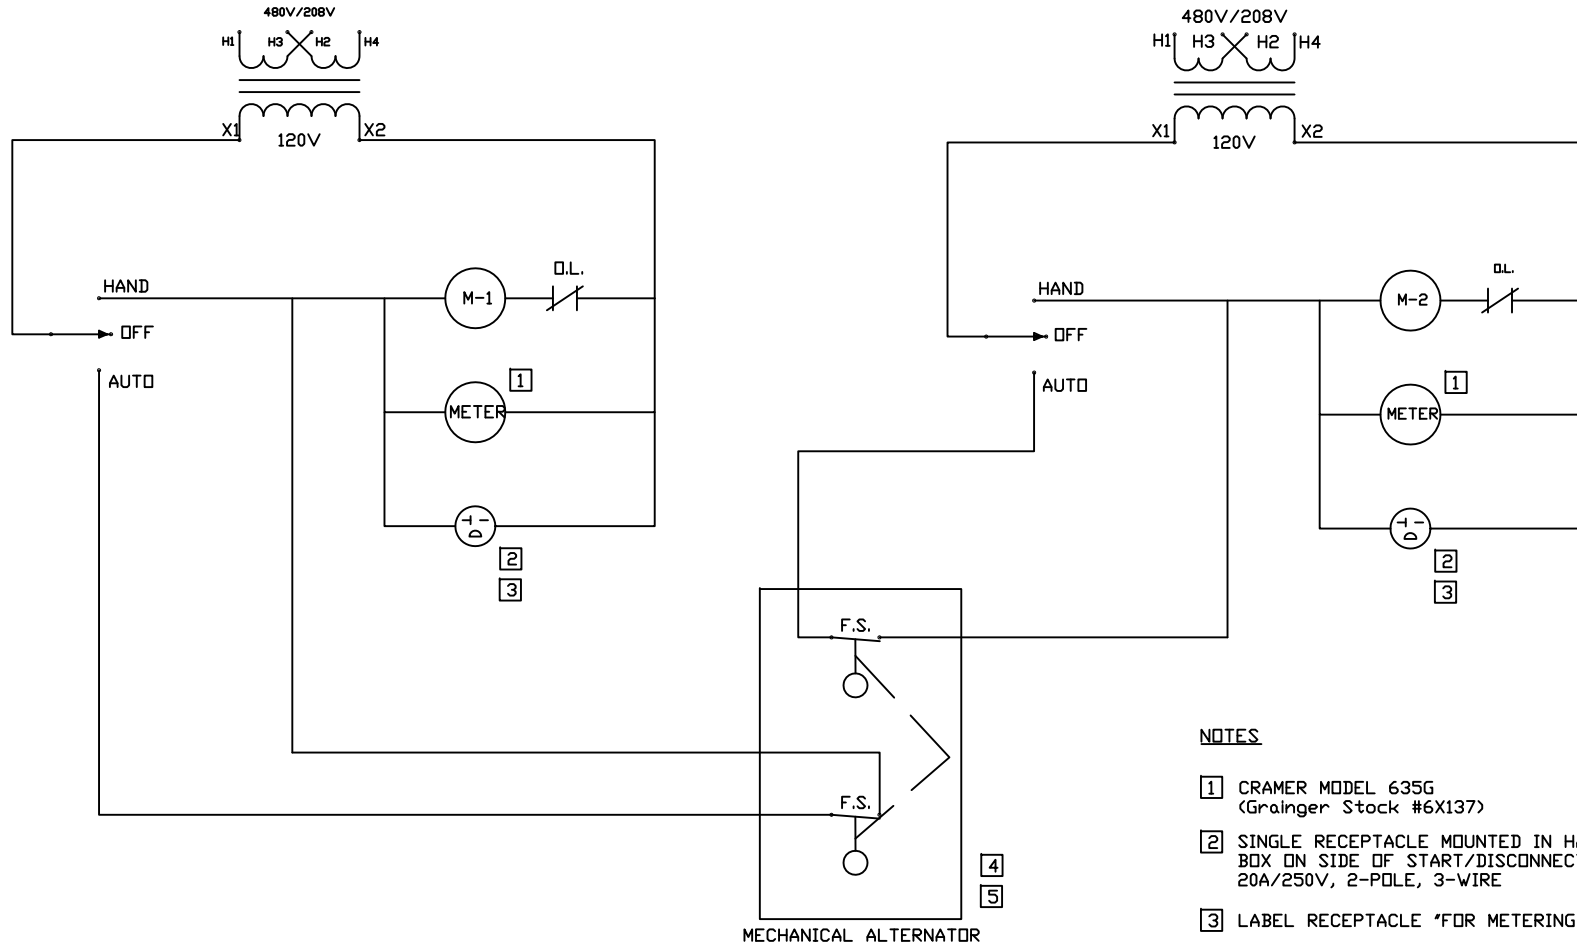 480V/208V
H1 H3 H2 H4
X1 120V X2
HAND
OFF
AUTO
M-1
O.L.
METER
1
2
3
480V/208V
H1 H3 H2 H4
X1 120V X2
HAND
OFF
AUTO
M-2
O.L.
METER
1
2
3
F.S.
F.S.
4
5
MECHANICAL ALTERNATOR
NOTES
1 CRAMER MODEL 635G
(Grainger Stock #6X137)
2 SINGLE RECEPTACLE MOUNTED IN
BOX ON SIDE OF START/DISCONNEC
20A/250V, 2-POLE, 3-WIRE
3 LABEL RECEPTACLE "FOR METERING